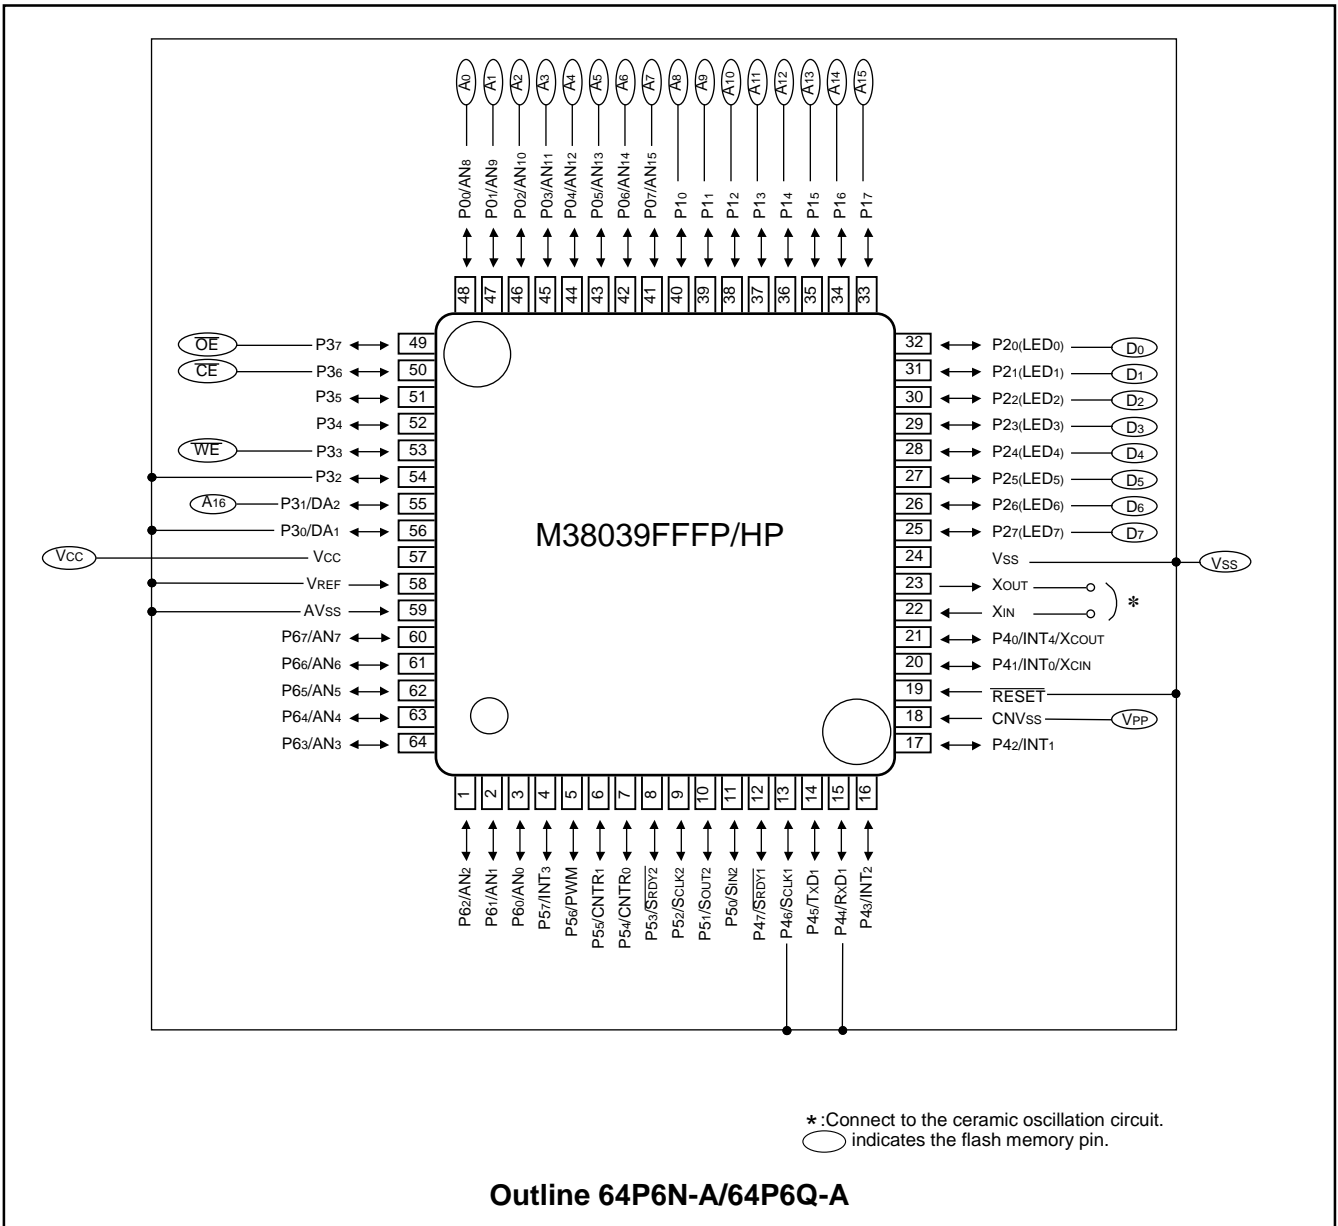 A0 A1 A2 A3 A4 A5 A6 A7 A8 A9 A10 A11 A12 A13 A14 A15
P00/AN8 P01/AN9 P02/AN10 P03/AN11 P04/AN12 P05/AN13 P06/AN14 P07/AN15 P10 P11 P12 P13 P14 P15 P16 P17
48 47 46 45 44 43 42 41 40 39 38 37 36 35 34 33
OE P37 49
CE P36 50
P35 51
P34 52
WE P33 53
P32 54
A16 P31/DA2 55
P30/DA1 56
VCC VCC 57
VREF 58
AVSS 59
P67/AN7 60
P66/AN6 61
P65/AN5 62
P64/AN4 63
P63/AN3 64
M38039FFFP/HP
32 P20(LED0) D0
31 P21(LED1) D1
30 P22(LED2) D2
29 P23(LED3) D3
28 P24(LED4) D4
27 P25(LED5) D5
26 P26(LED6) D6
25 P27(LED7) D7
24 VSS VSS
23 XOUT
22 XIN *
21 P40/INT4/XCOUT
20 P41/INT0/XCIN
19 RESET
18 CNVSS VPP
17 P42/INT1
1 2 3 4 5 6 7 8 9 10 11 12 13 14 15 16
P62/AN2 P61/AN1 P60/AN0 P57/INT3 P56/PWM P55/CNTR1 P54/CNTR0 P53/SRDY2 P52/SCLK2 P51/SOUT2 P50/SIN2 P47/SRDY1 P46/SCLK1 P45/TxD1 P44/RxD1 P43/INT2
* :Connect to the ceramic oscillation circuit.
indicates the flash memory pin.
Outline 64P6N-A/64P6Q-A